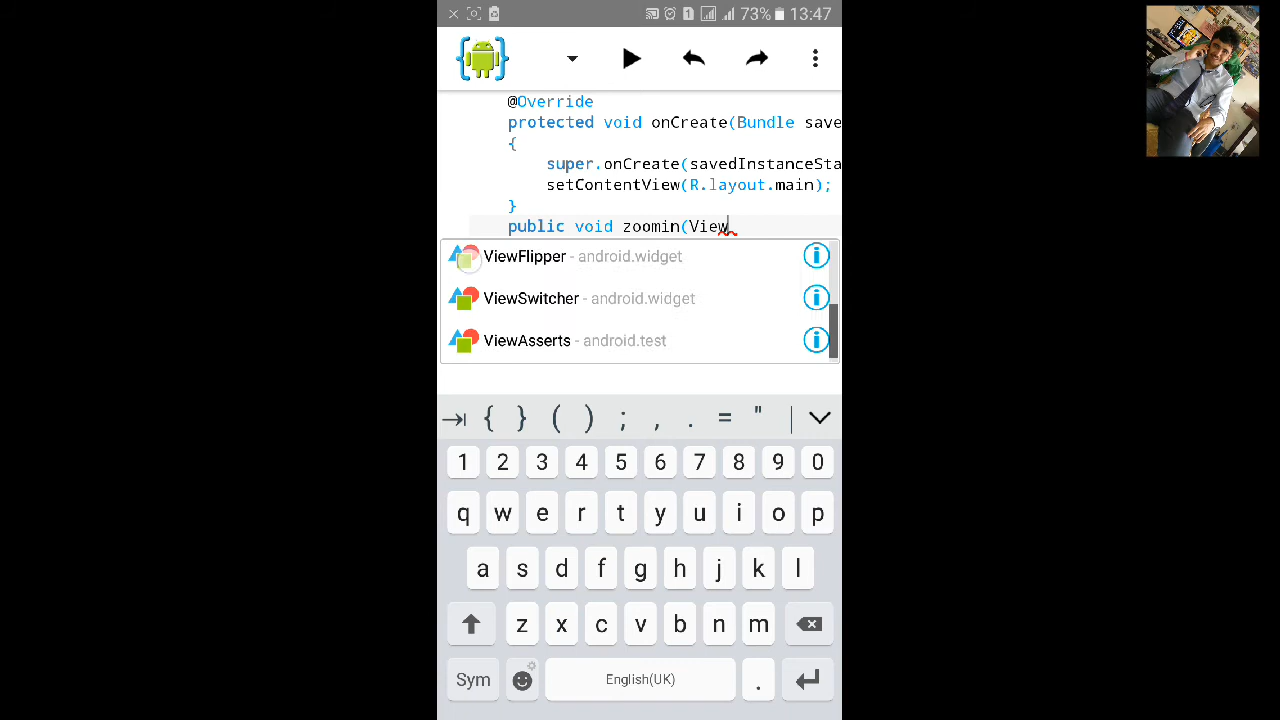 73% 13:47
@Override
protected void onCreate(Bundle save
{
super.onCreate(savedInstanceSta
setContentView(R.layout.main);
}
public void zoomin(View
ViewFlipper - android.widget
ViewSwitcher - android.widget
ViewAsserts - android.test
{ } ( ) ; , . = " |
1 2 3 4 5 6 7 8 9 0
q w e r t y u i o p
a s d f g h j k l
z x c v b n m
Sym English(UK) .